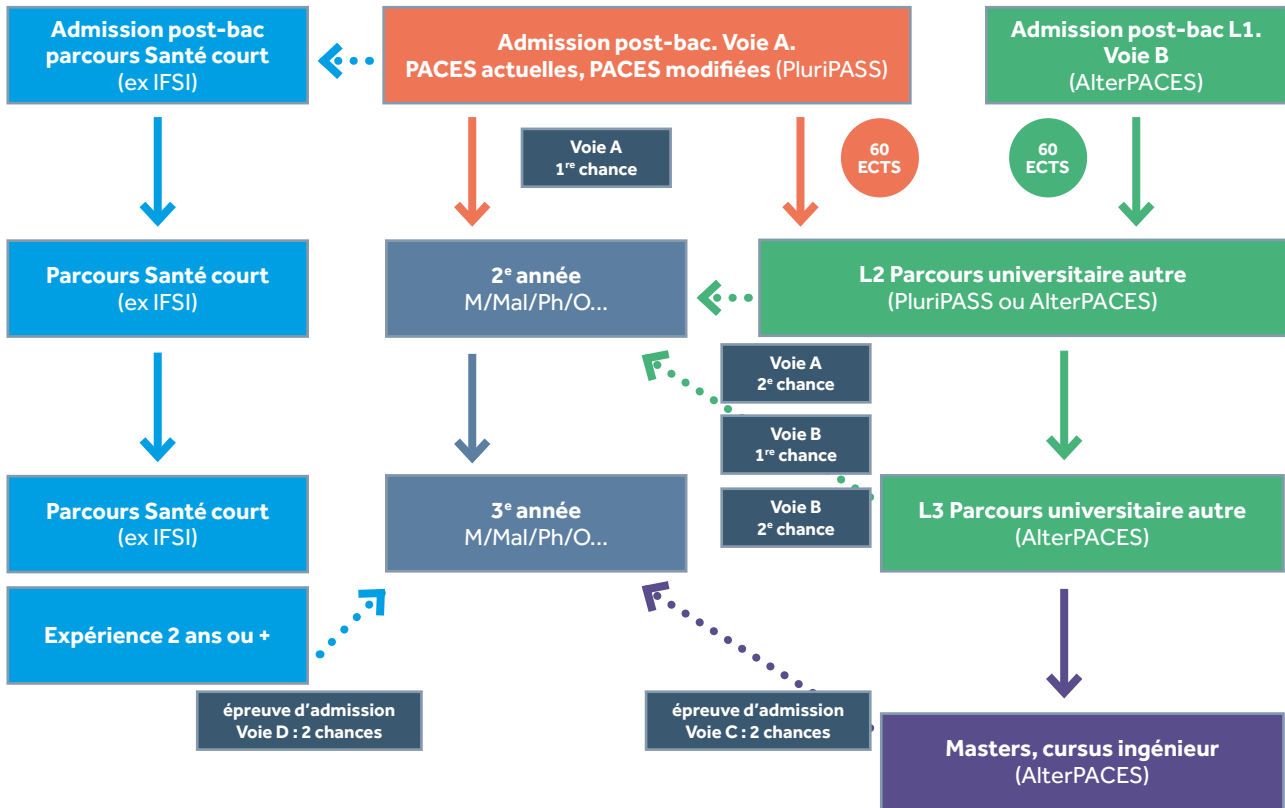 Admission post-bac
parcours Santé court
(ex IFSI)
Admission post-bac. Voie A.
PACES actuelles, PACES modifiées (PluriPASS)
Admission post-bac L1.
Voie B
(AlterPACES)
Voie A
1re chance
60
ECTS
60
ECTS
Parcours Santé court
(ex IFSI)
2e année
M/Mal/Ph/O...
L2 Parcours universitaire autre
(PluriPASS ou AlterPACES)
Voie A
2e chance
Voie B
1re chance
Voie B
2e chance
Parcours Santé court
(ex IFSI)
3e année
M/Mal/Ph/O...
L3 Parcours universitaire autre
(AlterPACES)
Expérience 2 ans ou +
épreuve d’admission
Voie D : 2 chances
épreuve d’admission
Voie C : 2 chances
Masters, cursus ingénieur
(AlterPACES)